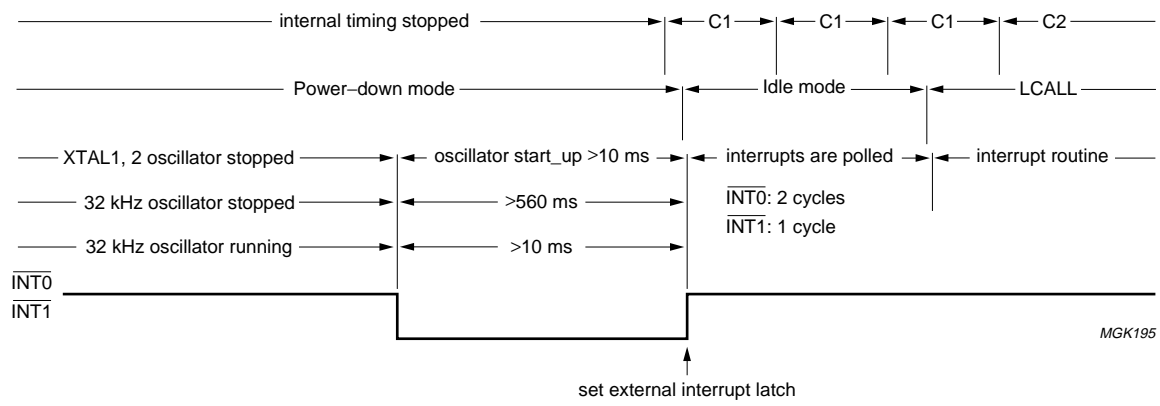 internal timing stopped C1 C1 C1 C2
Power–down mode Idle mode LCALL
XTAL1, 2 oscillator stopped oscillator start_up >10 ms interrupts are polled interrupt routine
32 kHz oscillator stopped >560 ms INT0: 2 cycles
INT1: 1 cycle
32 kHz oscillator running >10 ms
INT0
INT1
MGK195
set external interrupt latch